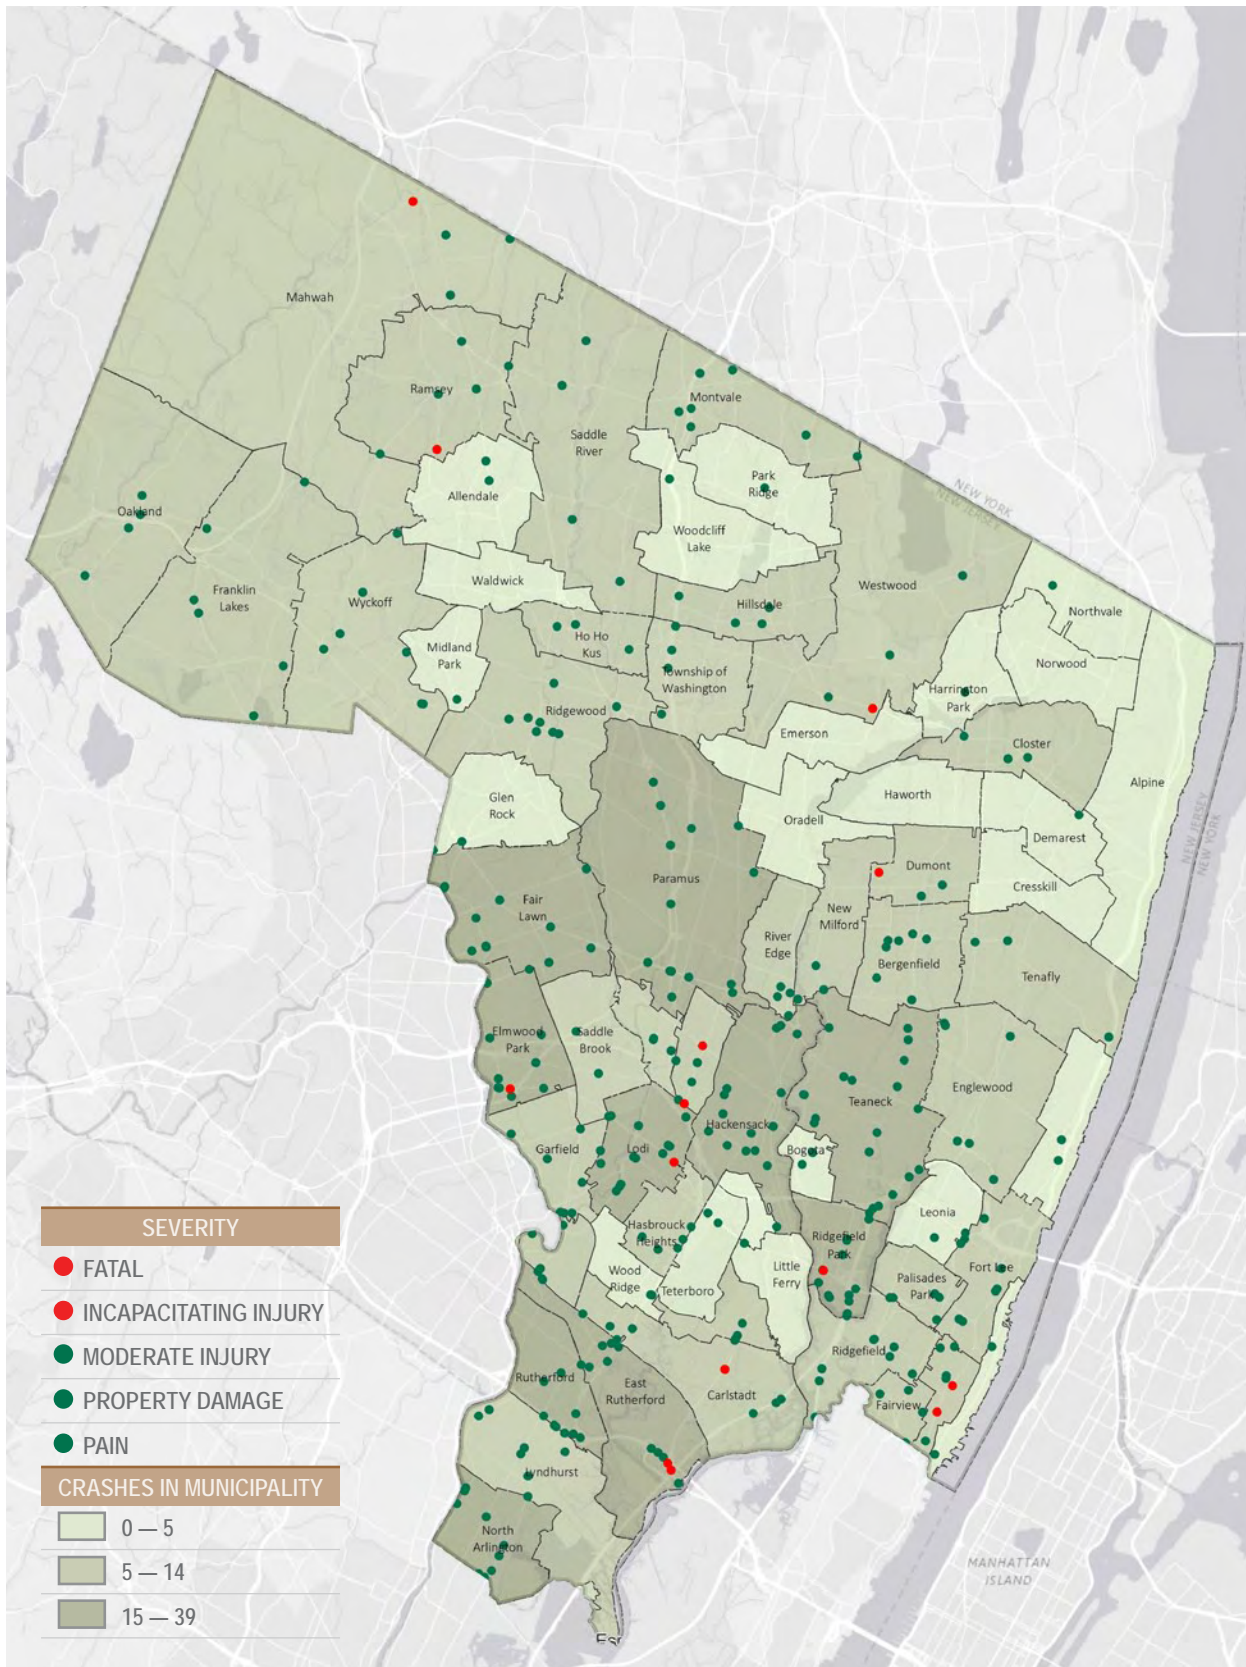 Mahwah
Ramsey
Montvale
Saddle
River
Park
Ridge
Allendale
Oakland
Woodcliff
Lake
NEW YORK
NEW JERSEY
Waldwick
Westwood
Franklin
Lakes
Wyckoff
Hillsdale
Northvale
Ho Ho
Kus
Midland
Park
Norwood
Township of
Washington
Harrington
Park
Ridgewood
Emerson
Closter
Alpine
Glen
Rock
Haworth
Oradell
NEW JERSEY
NEW YORK
Demarest
Dumont
Paramus
Cresskill
Fair
Lawn
New
Milford
River
Edge
Bergenfield
Tenafly
Elmwood
Park
Saddle
Brook
Englewood
Teaneck
Hackensack
Garfield
Lodi
Bogota
Leonia
Hasbrouck
Heights
Ridgefield
Park
Little
Ferry
Fort Lee
Wood
Ridge
Teterboro
Palisades
Park
Ridgefield
Rutherford
East
Rutherford
Carlstadt
Fairview
Lyndhurst
North
Arlington
MANHATTAN
ISLAND
SEVERITY
FATAL
INCAPACITATING INJURY
MODERATE INJURY
PROPERTY DAMAGE
PAIN
CRASHES IN MUNICIPALITY
0 — 5
5 — 14
15 — 39